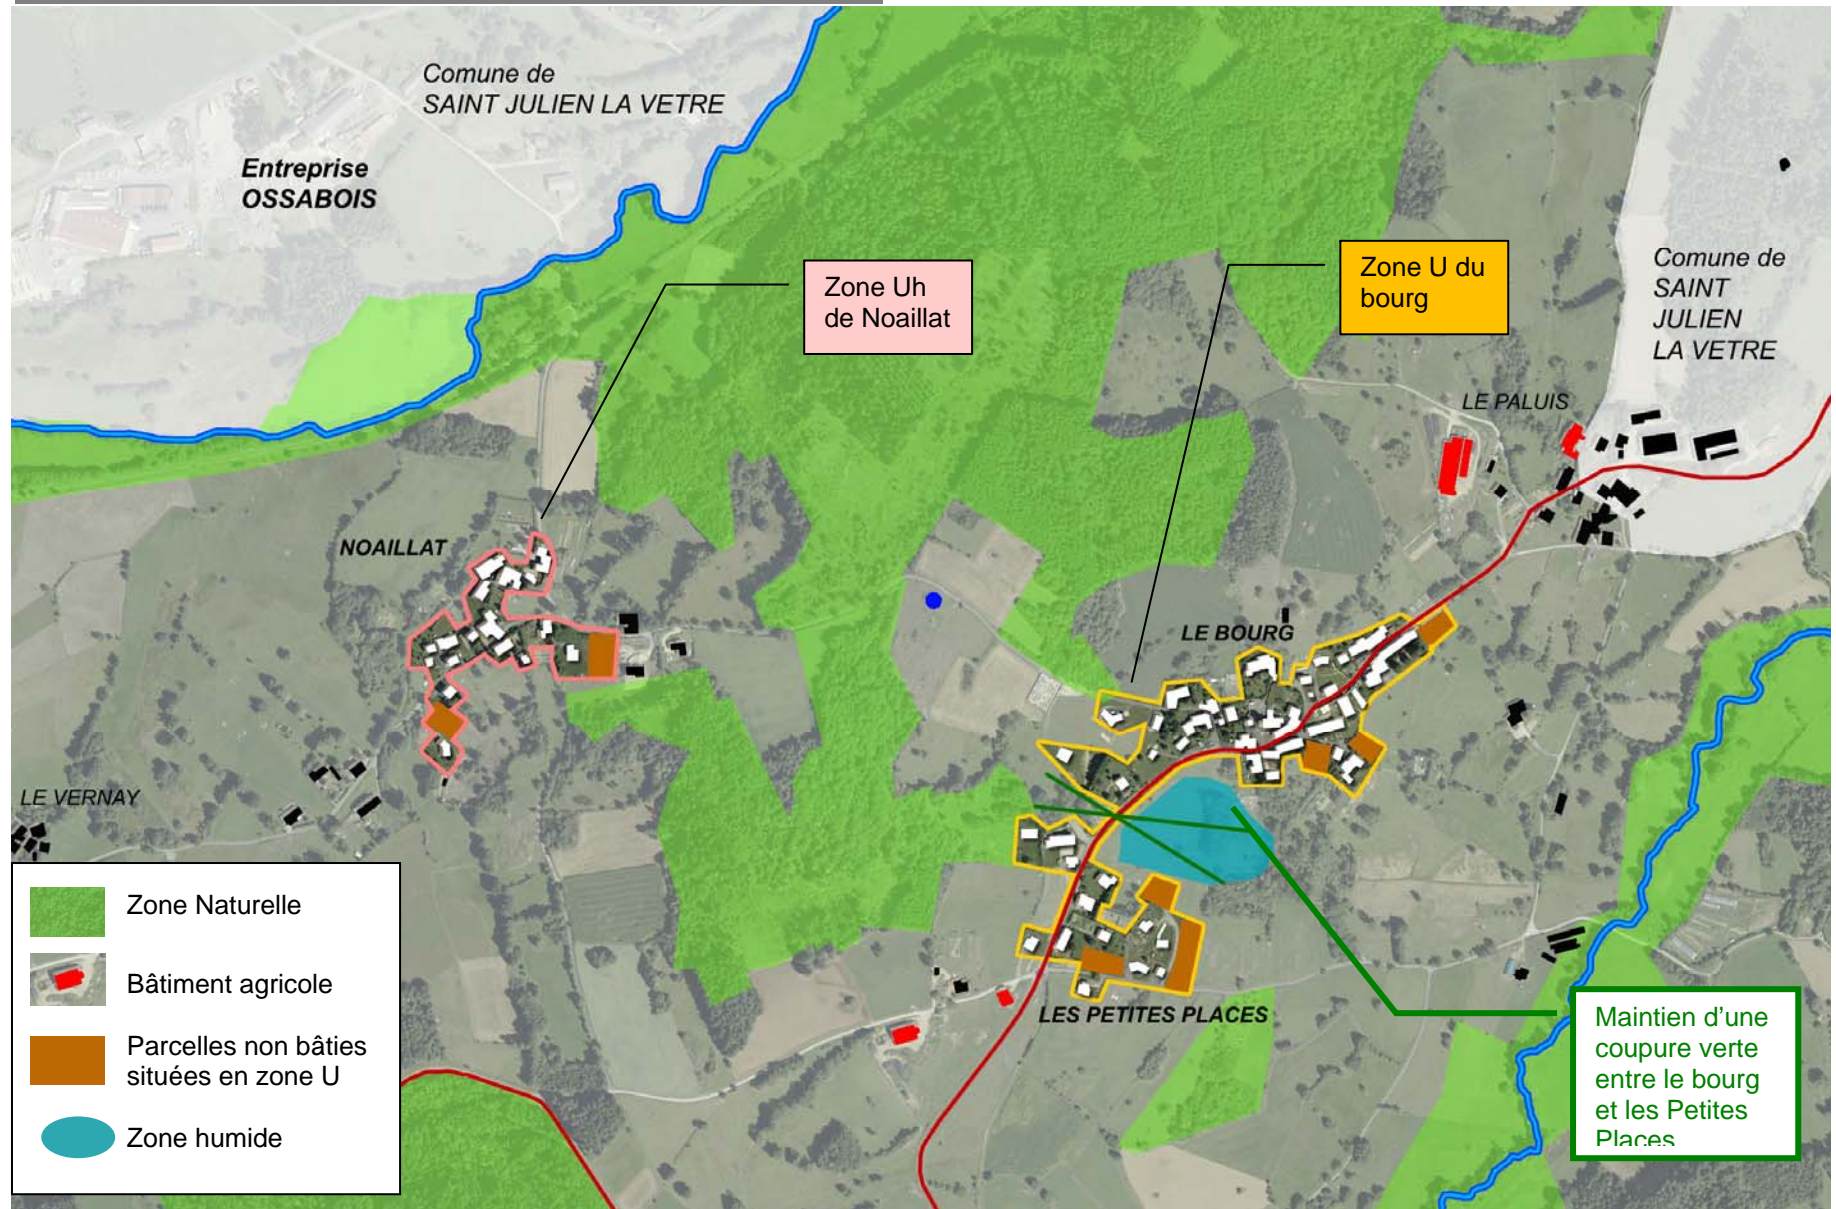 Comune de
SAINT JULIEN LA VETRE
Entreprise
OSSABOIS
Zone Uh
de Noaillat
Zone U du
bourg
Comune de
SAINT
JULIEN
LA VETRE
LE PALUIS
NOAILLAT
LE BOURG
LE VERNAY
LES PETITES PLACES
Zone Naturelle
Bâtiment agricole
Parcelles non bâties
situées en zone U
Zone humide
Maintien d’une
coupure verte
entre le bourg
et les Petites
Places